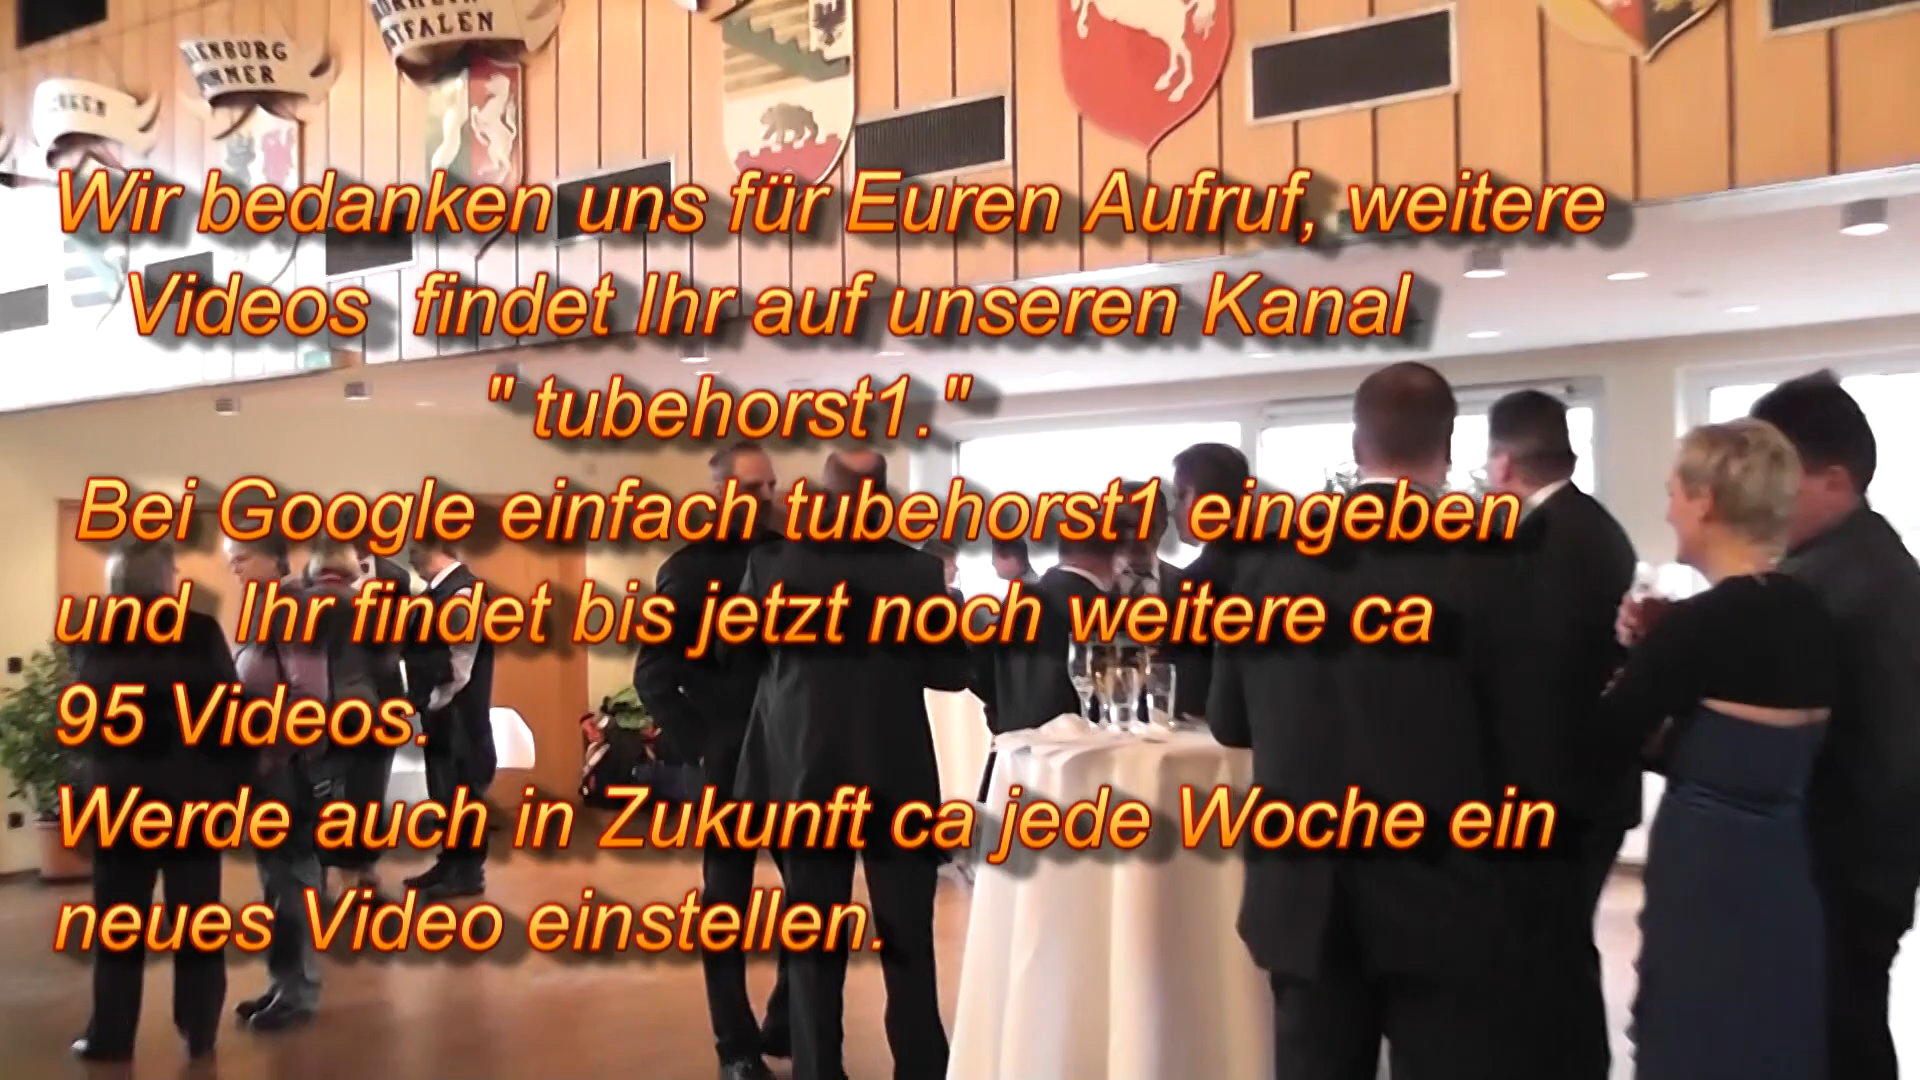 TFALEN
Wir bedanken uns für Euren Aufruf, weitere
Videos findet Ihr auf unseren Kanal
" tubehorst1."
Bei Google einfach tubehorst1 eingeben
und Ihr findet bis jetzt noch weitere ca
95 Videos.
Werde auch in Zukunft ca jede Woche ein
neues Video einstellen.